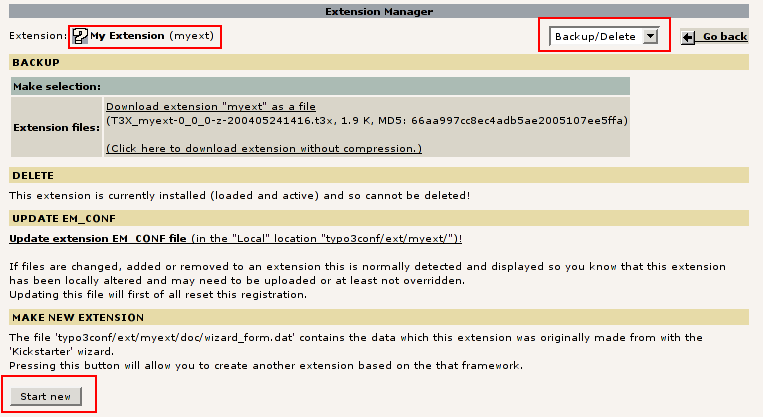 Extension Manager
Extension: My Extension (myext) Backup/Delete Go back
BACKUP
Make selection:
Download extension "myext" as a file
Extension files: (T3X_myext-0_0_0-z-200405241416.t3x, 1.9 K, MD5: 66aa997cc8ec4adb5ae2005107ee5ffa)
(Click here to download extension without compression.)
DELETE
This extension is currently installed (loaded and active) and so cannot be deleted!
UPDATE EM_CONF
Update extension EM_CONF file (in the "Local" location "typo3conf/ext/myext/")!
If files are changed, added or removed to an extension this is normally detected and displayed so you know that this extension
has been locally altered and may need to be uploaded or at least not overridden.
Updating this file will first of all reset this registration.
MAKE NEW EXTENSION
The file 'typo3conf/ext/myext/doc/wizard_form.dat' contains the data which this extension was originally made from with the
'Kickstarter' wizard.
Pressing this button will allow you to create another extension based on the that framework.
Start new